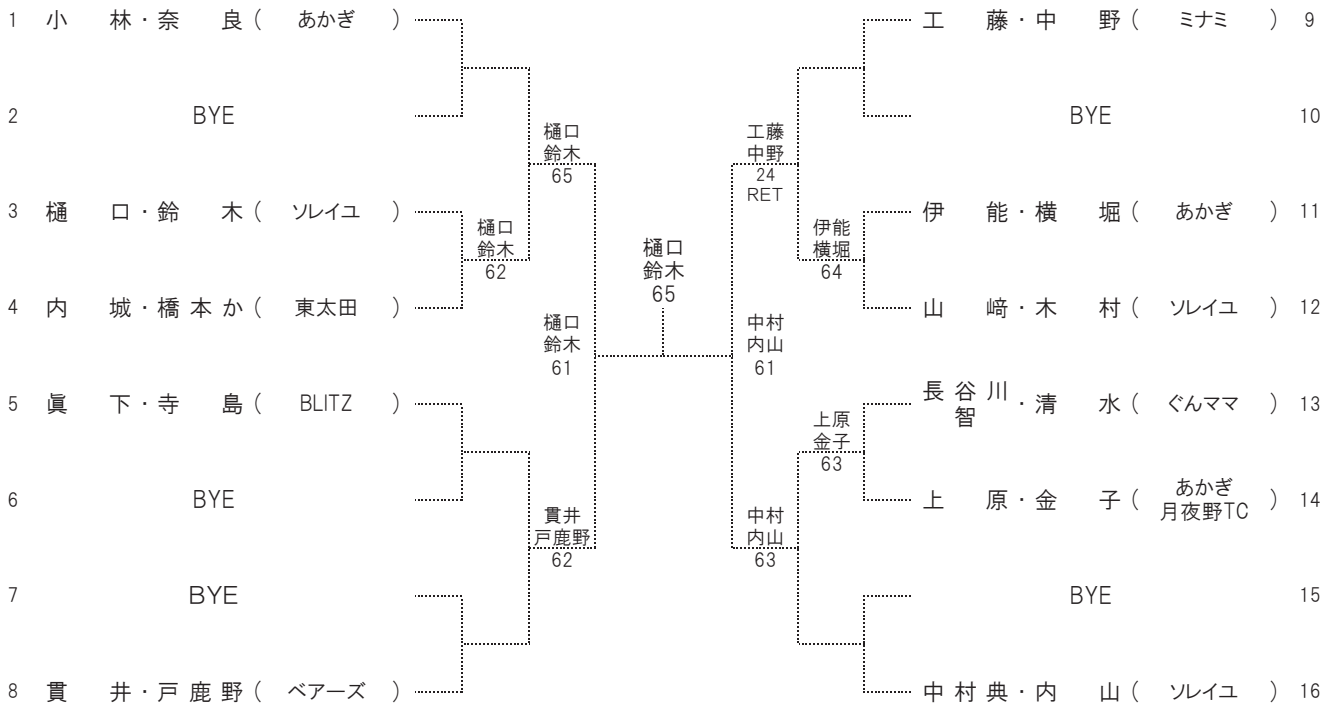 1 小 林・奈 良 ( あかぎ )
2 BYE
3 樋 口・鈴 木 ( ソレイユ )
4 内 城・橋 本 か ( 東太田 )
5 眞 下・寺 島 ( BLITZ )
6 BYE
7 BYE
8 貫 井・戸 鹿 野 ( ベアーズ )
樋口
鈴木
62
樋口
鈴木
65
樋口
鈴木
61
貫井
戸鹿野
62
樋口
鈴木
65
工藤
中野
24
RET
中村
内山
61
中村
内山
63
伊能
横堀
64
上原
金子
63
工 藤・中 野 ( ミナミ ) 9
BYE 10
伊 能・横 堀 ( あかぎ ) 11
山 﨑・木 村 ( ソレイユ ) 12
長 谷 川
智 ・清 水 ( ぐんママ ) 13
上 原・金 子 ( あかぎ
月夜野TC ) 14
BYE 15
中 村 典・内 山 ( ソレイユ ) 16